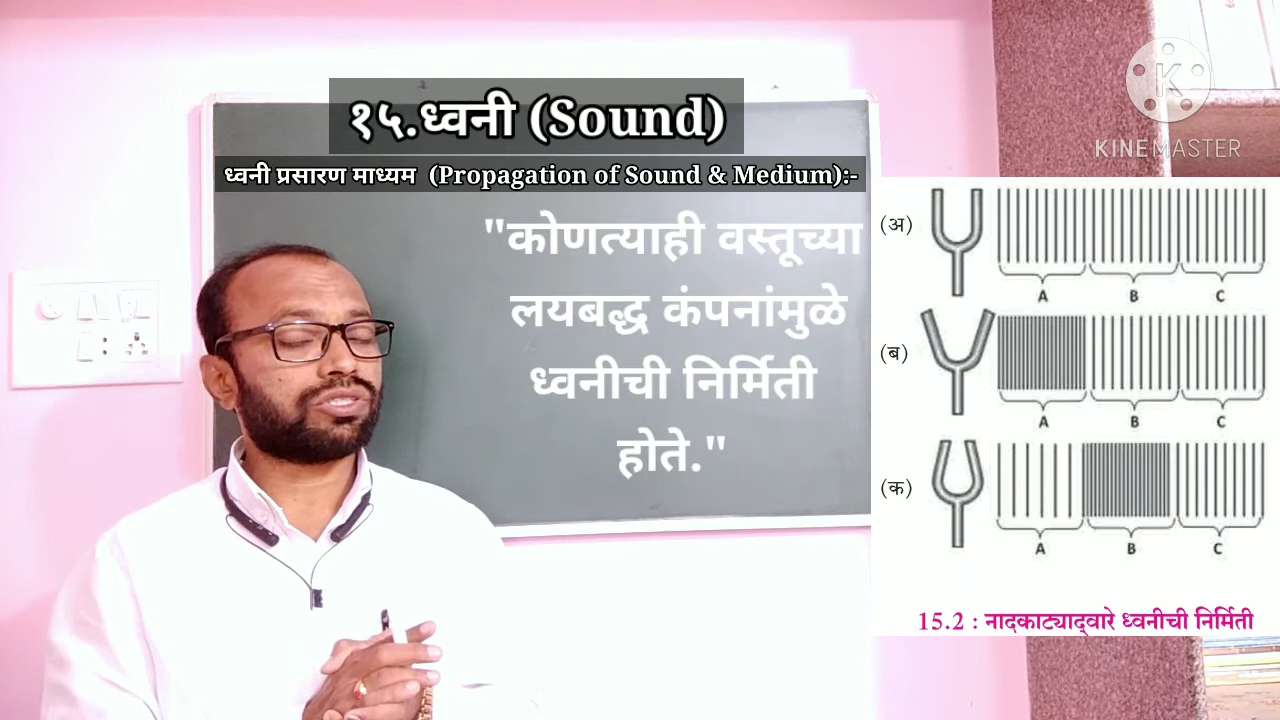 १५.ध्वनी (Sound)
ध्वनी प्रसारण माध्यम (Propagation of Sound & Medium):-
"कोणत्याही वस्तूच्या
लयबद्ध कंपनांमुळे
ध्वनीची निर्मिती
होते."
K
KINEMASTER
(अ)
A B C
(ब)
A B C
(क)
A B C
15.2 : नादकाट्याद्वारे ध्वनीची निर्मिती